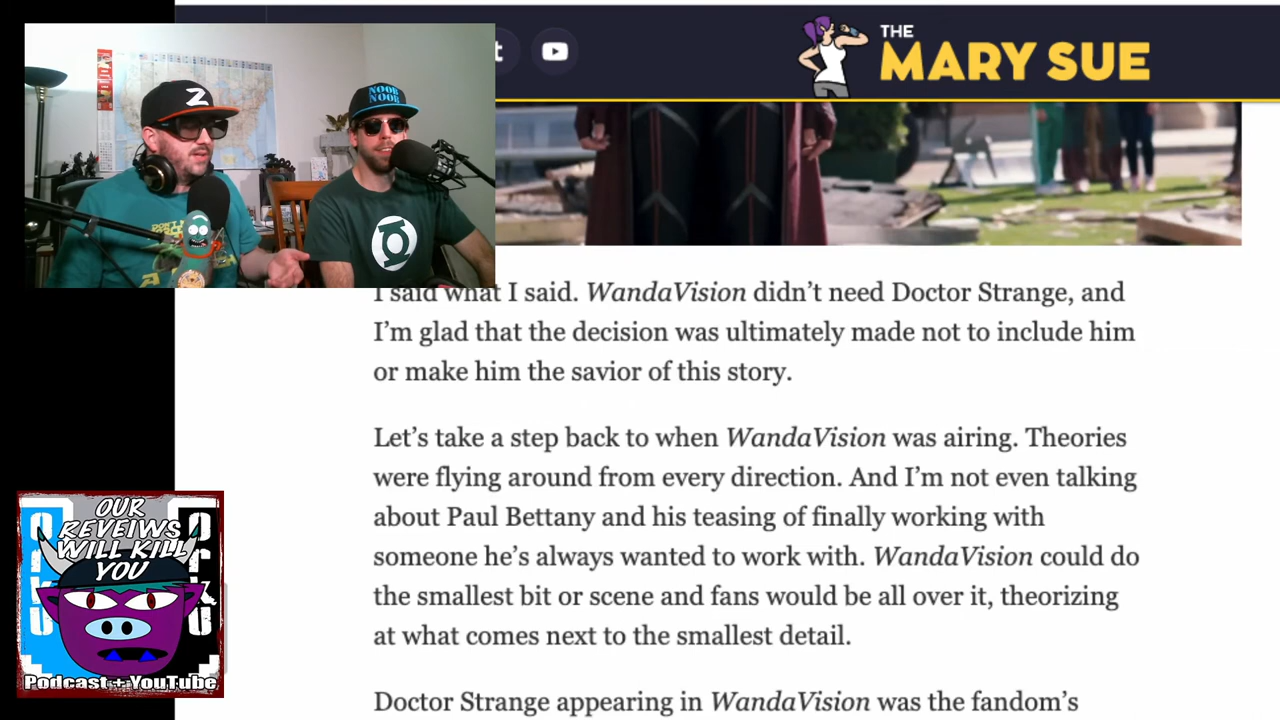 THE
MARY SUE
t
Z
NOOB
NOOR
I said what I said. WandaVision didn’t need Doctor Strange, and
I’m glad that the decision was ultimately made not to include him
or make him the savior of this story.
Let’s take a step back to when WandaVision was airing. Theories
were flying around from every direction. And I’m not even talking
about Paul Bettany and his teasing of finally working with
someone he’s always wanted to work with. WandaVision could do
the smallest bit or scene and fans would be all over it, theorizing
at what comes next to the smallest detail.
Doctor Strange appearing in WandaVision was the fandom’s
OUR
REVEIWS
WILL KILL
YOU
Podcast + YouTube